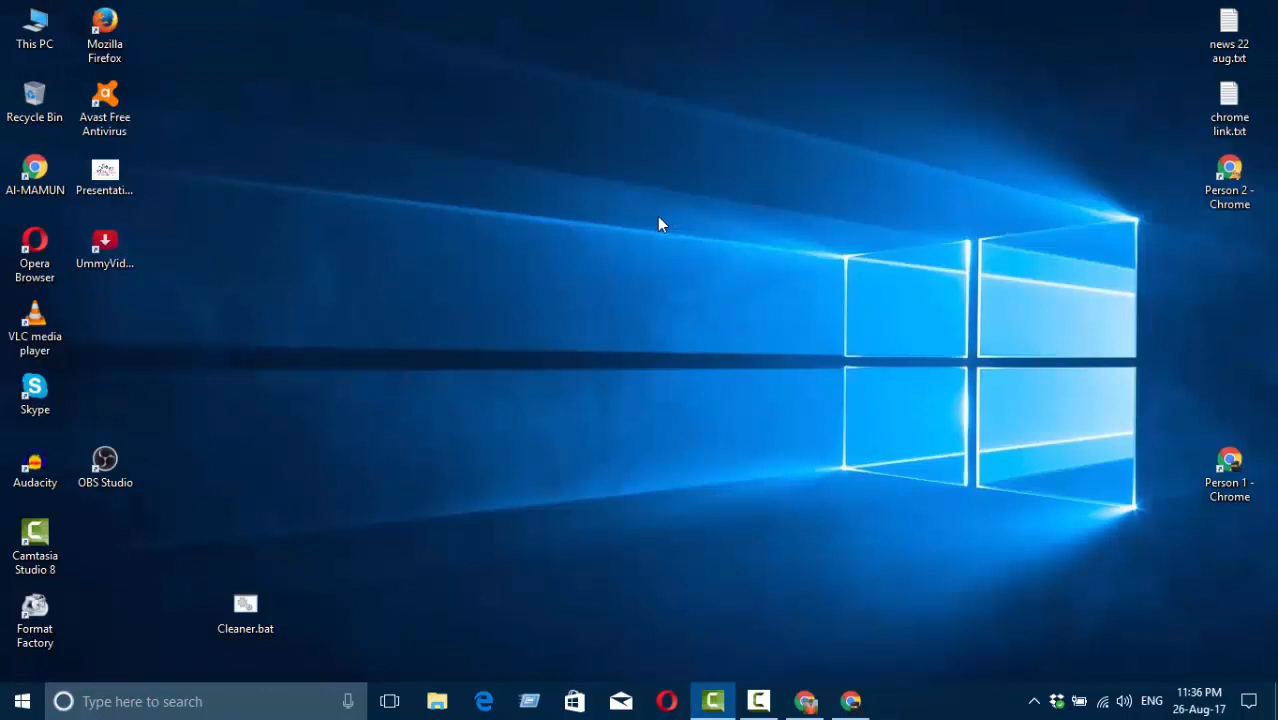 This PC
Mozilla
Firefox
Recycle Bin
Avast Free
Antivirus
Al-MAMUN
Presentati...
Opera
Browser
UmmyVid...
VLC media
player
Skype
Audacity
OBS Studio
Camtasia
Studio 8
Format
Factory
Cleaner.bat
news 22
aug.txt
chrome
link.txt
Person 2 -
Chrome
Person 1 -
Chrome
Type here to search
ENG
11:36 PM
26-Aug-17